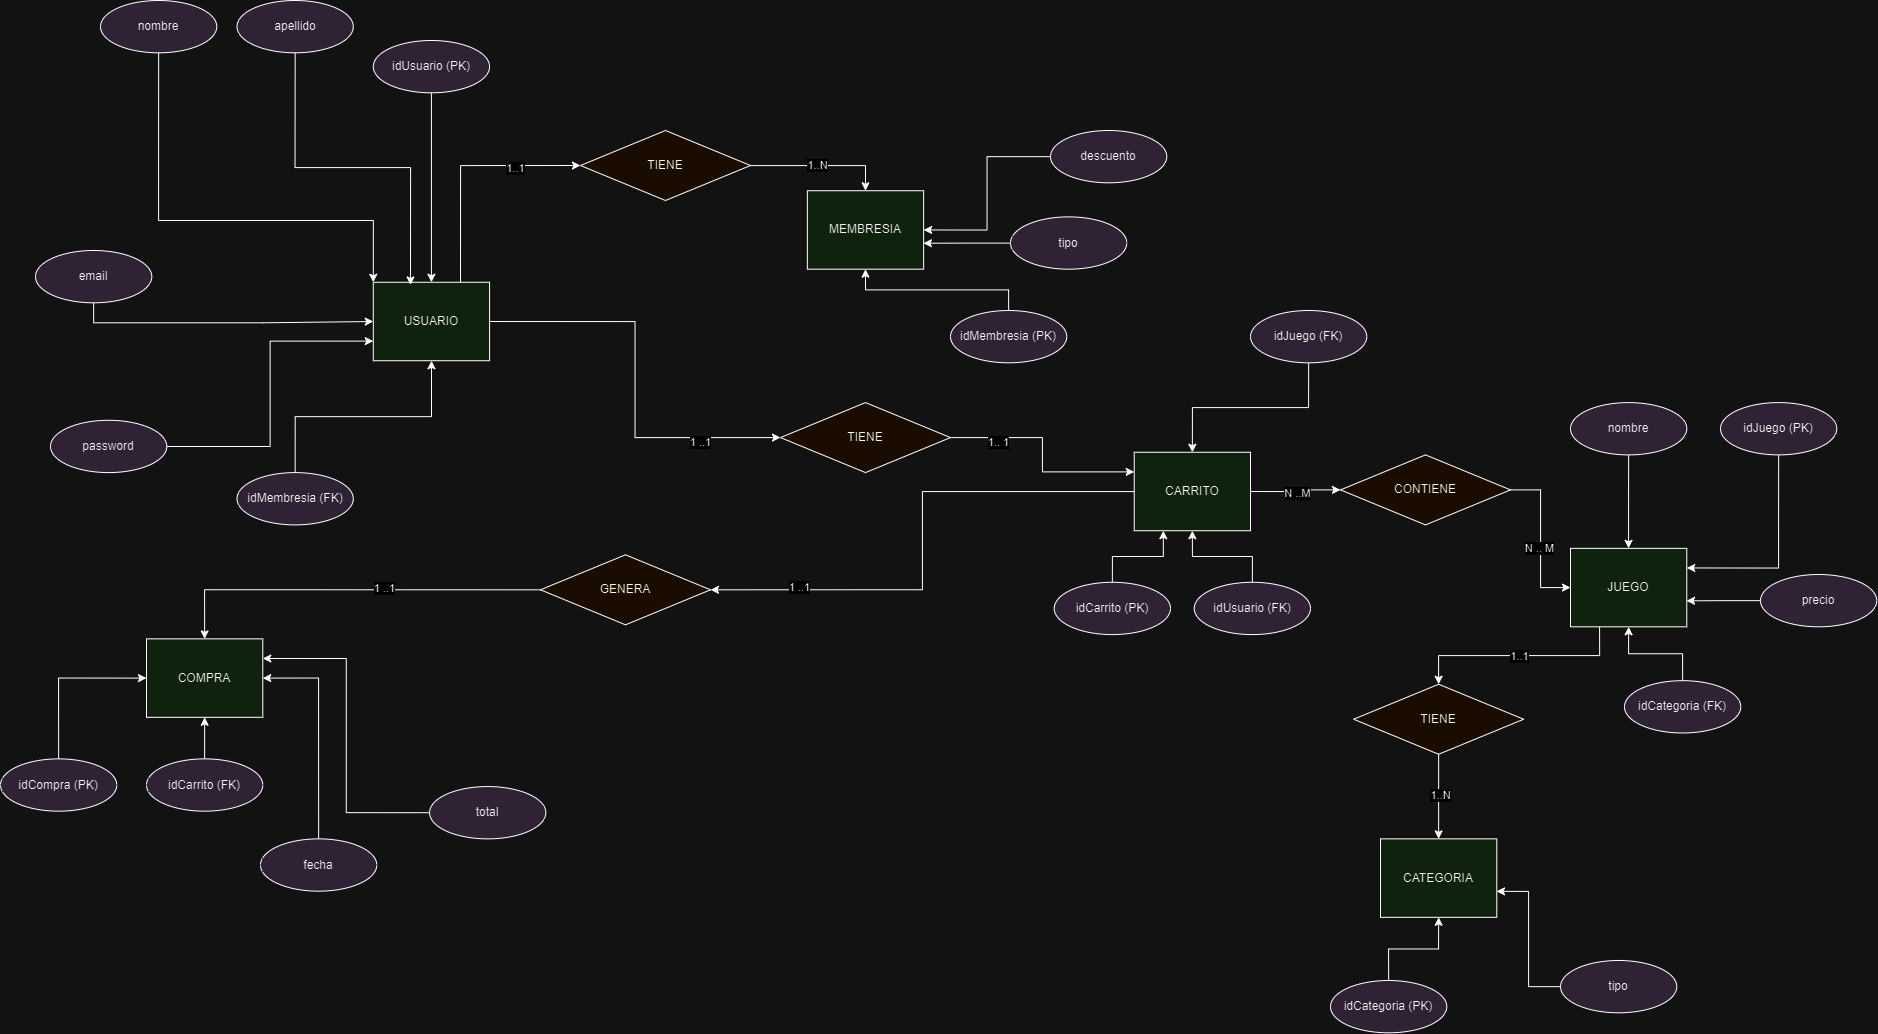 nombre
apellido
idUsuario (PK)
TIENE
1..1
1..N
descuento
MEMBRESIA
tipo
email
USUARIO
idMembresia (PK)
idJuego (FK)
password
idMembresia (FK)
1 ..1
TIENE
1.. 1
nombre
idJuego (PK)
CARRITO
N ..M
CONTIENE
N .. M
GENERA
1 ..1
1 ..1
JUEGO
precio
idCarrito (PK)
idUsuario (FK)
1..1
COMPRA
idCategoria (FK)
TIENE
idCompra (PK)
idCarrito (FK)
1..N
total
fecha
CATEGORIA
tipo
idCategoria (PK)